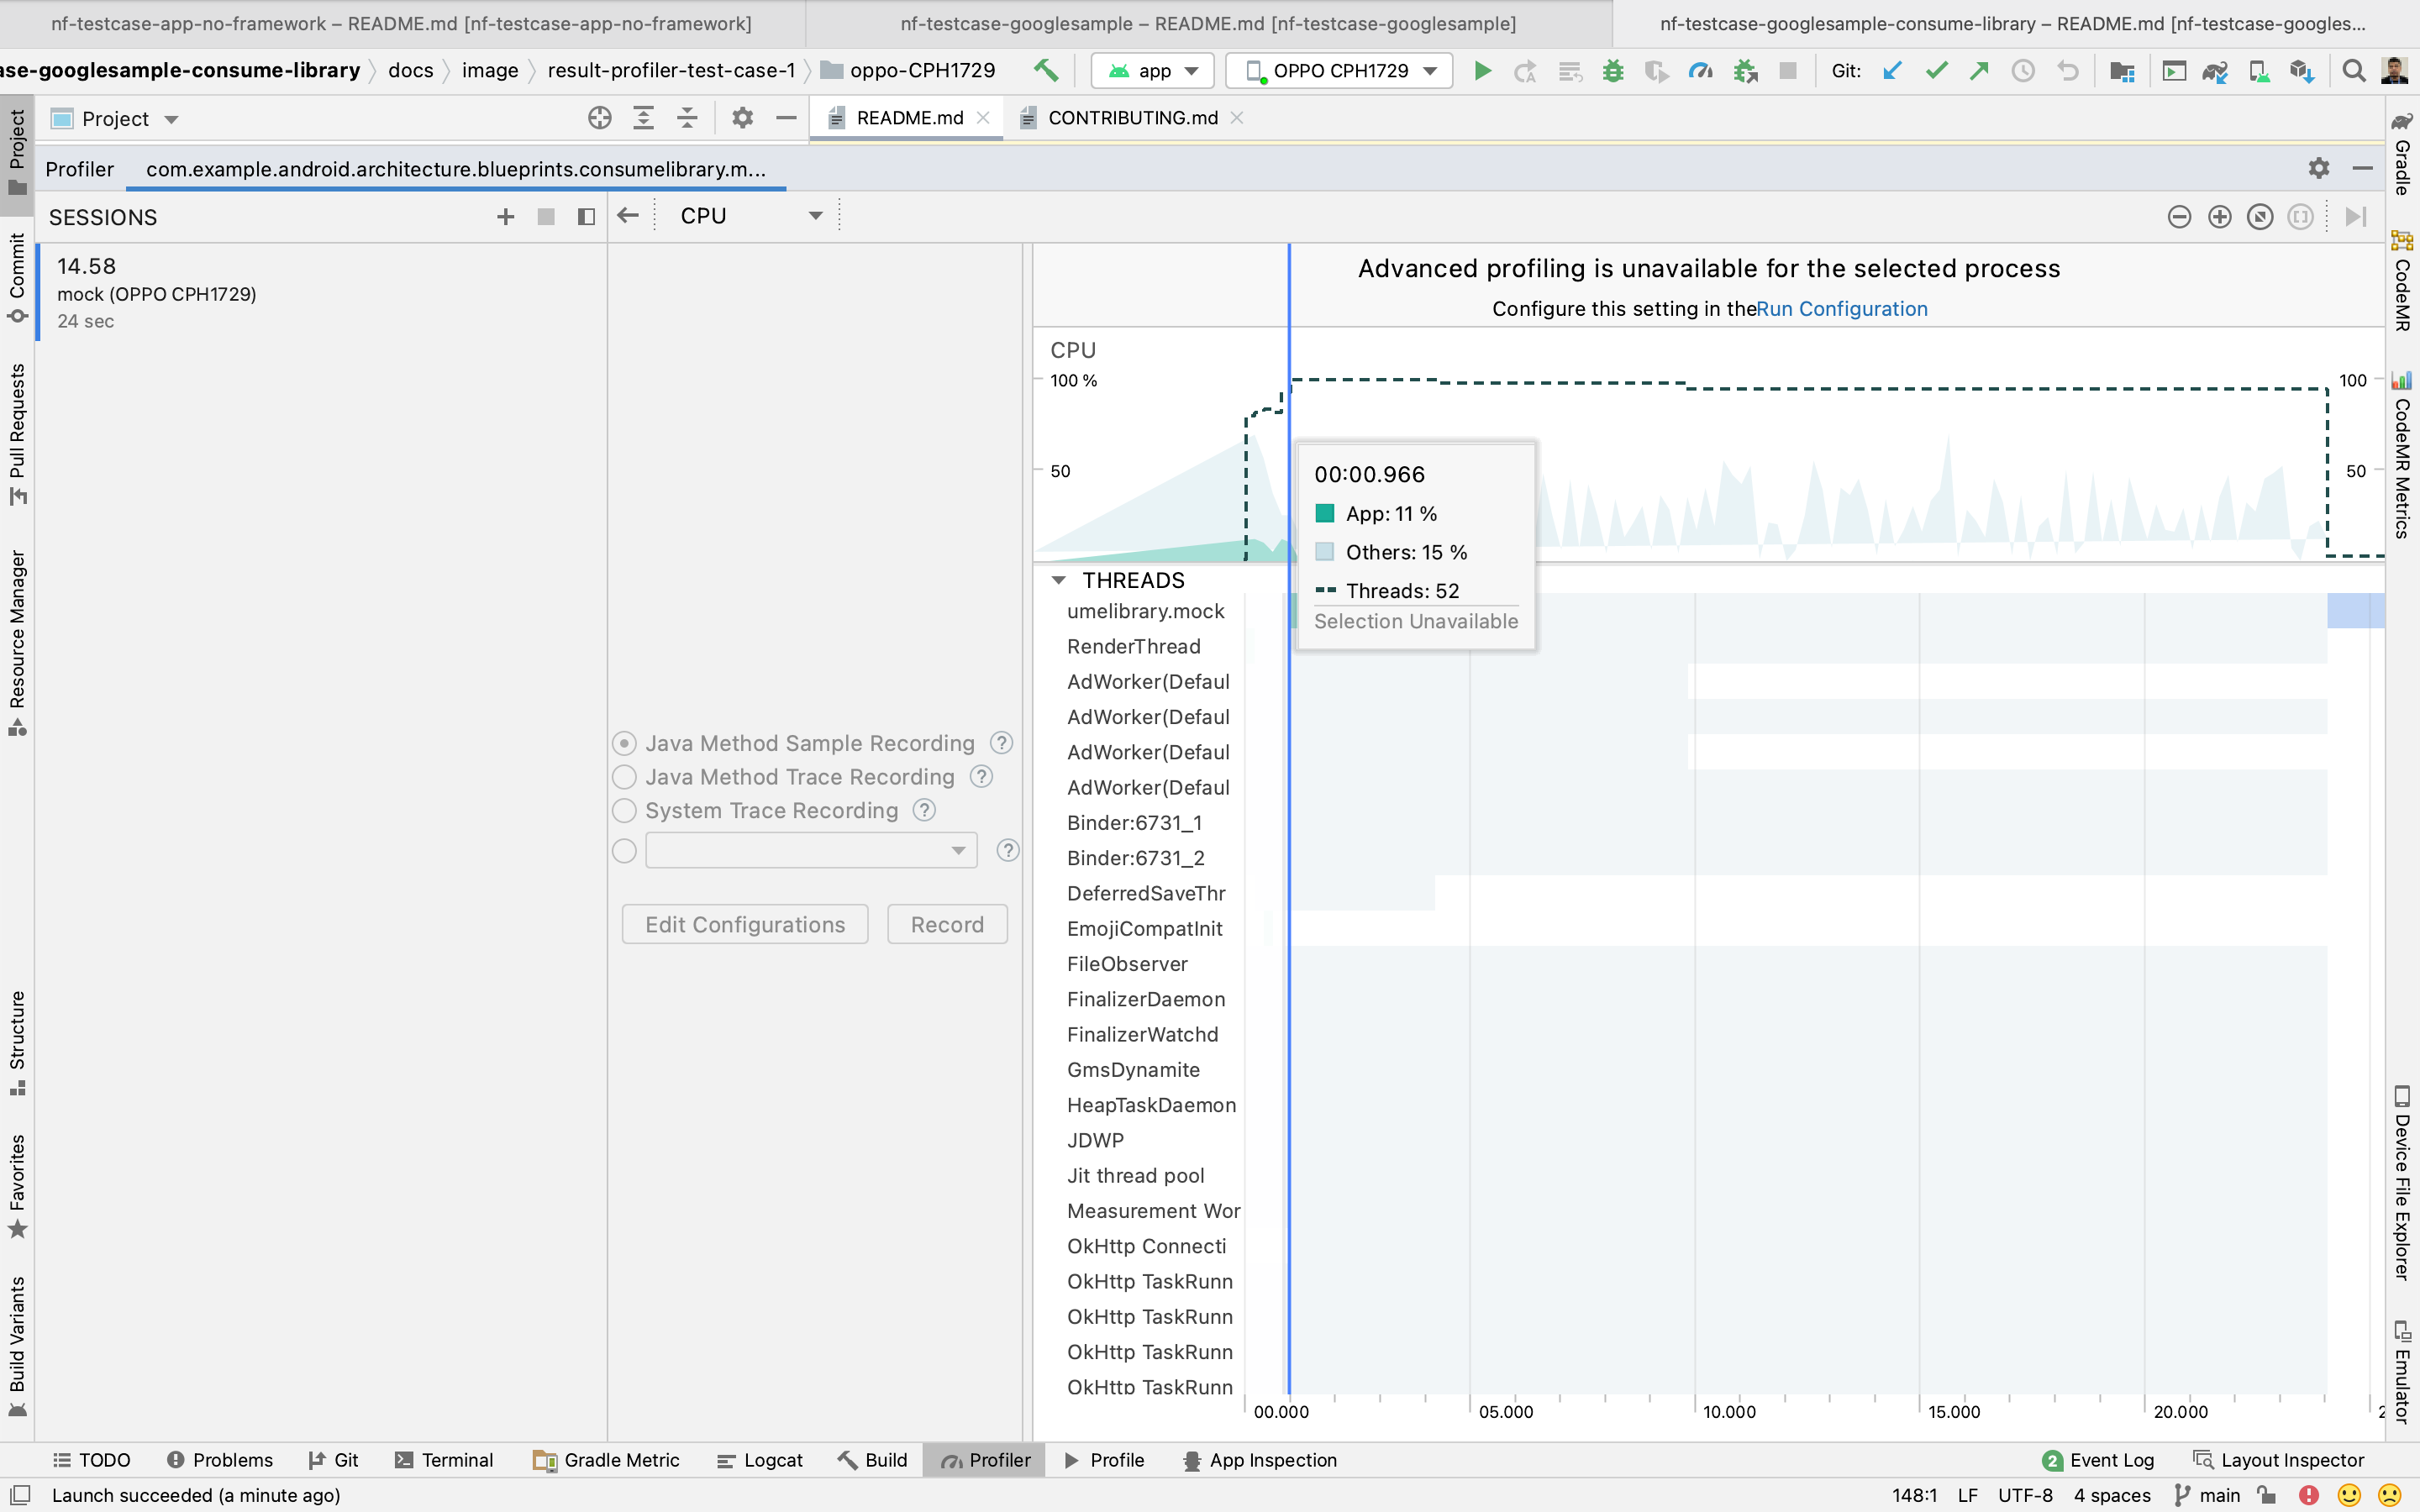 nf-testcase-app-no-framework – README.md [nf-testcase-app-no-framework]
nf-testcase-googlesample – README.md [nf-testcase-googlesample]
nf-testcase-googlesample-consume-library – README.md [nf-testcase-googles...
ase-googlesample-consume-library
docs
image
result-profiler-test-case-1
oppo-CPH1729
app
OPPO CPH1729
Git:
Project
README.md
CONTRIBUTING.md
Profiler
com.example.android.architecture.blueprints.consumelibrary.m...
SESSIONS
CPU
14.58
mock (OPPO CPH1729)
24 sec
Advanced profiling is unavailable for the selected process
Configure this setting in theRun Configuration
CPU
100 %
50
100
50
00:00.966
App: 11 %
Others: 15 %
Threads: 52
Selection Unavailable
THREADS
umelibrary.mock
RenderThread
AdWorker(Defaul
AdWorker(Defaul
AdWorker(Defaul
AdWorker(Defaul
Binder:6731_1
Binder:6731_2
DeferredSaveThr
EmojiCompatInit
FileObserver
FinalizerDaemon
FinalizerWatchd
GmsDynamite
HeapTaskDaemon
JDWP
Jit thread pool
Measurement Wor
OkHttp Connecti
OkHttp TaskRunn
OkHttp TaskRunn
OkHttp TaskRunn
OkHttp TaskRunn
00.000
05.000
10.000
15.000
20.000
2
Java Method Sample Recording
Java Method Trace Recording
System Trace Recording
Edit Configurations
Record
Project
Commit
Pull Requests
Resource Manager
Structure
Favorites
Build Variants
Gradle
CodeMR
CodeMR Metrics
Device File Explorer
Emulator
TODO
Problems
Git
Terminal
Gradle Metric
Logcat
Build
Profiler
Profile
App Inspection
2 Event Log
Layout Inspector
Launch succeeded (a minute ago)
148:1
LF
UTF-8
4 spaces
main